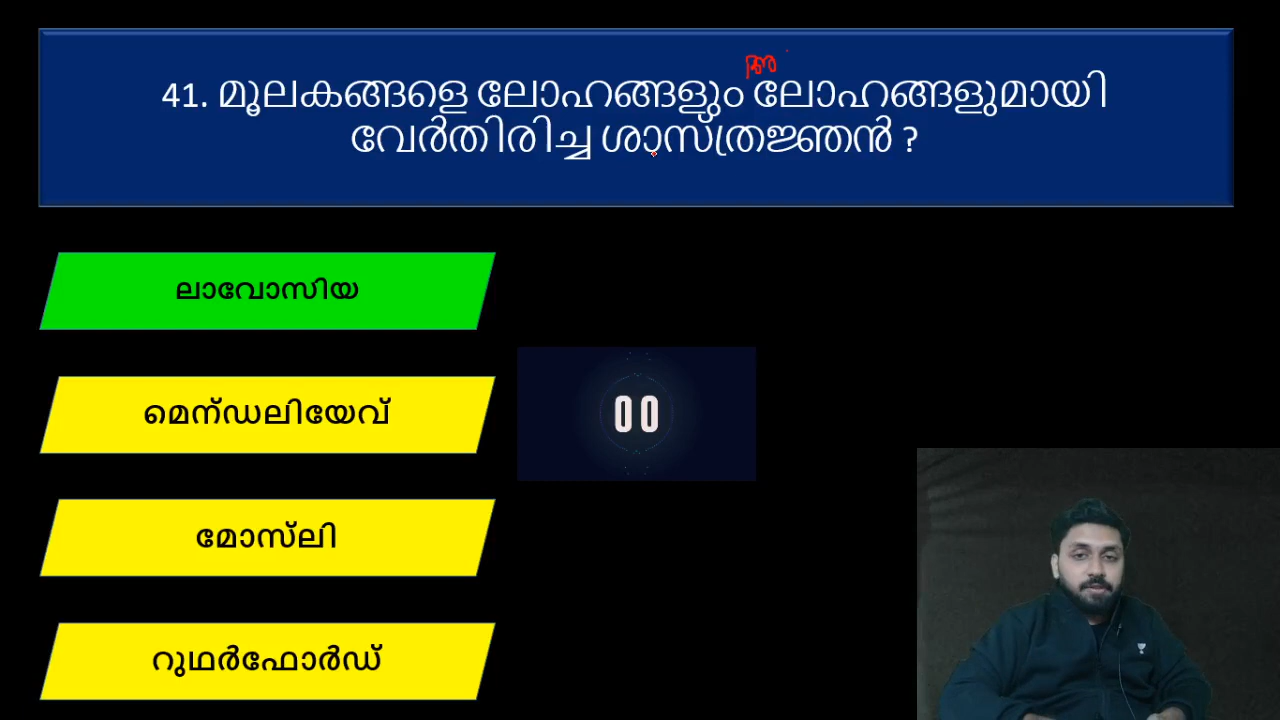 അ
41. മൂലകങ്ങളെ ലോഹങ്ങളും ലോഹങ്ങളുമായി
വേർതിരിച്ച ശാസ്ത്രജ്ഞൻ ?
ലാവോസിയ
മെന്ഡലിയേവ്
00
മോസ്ലി
റുഥർഫോർഡ്